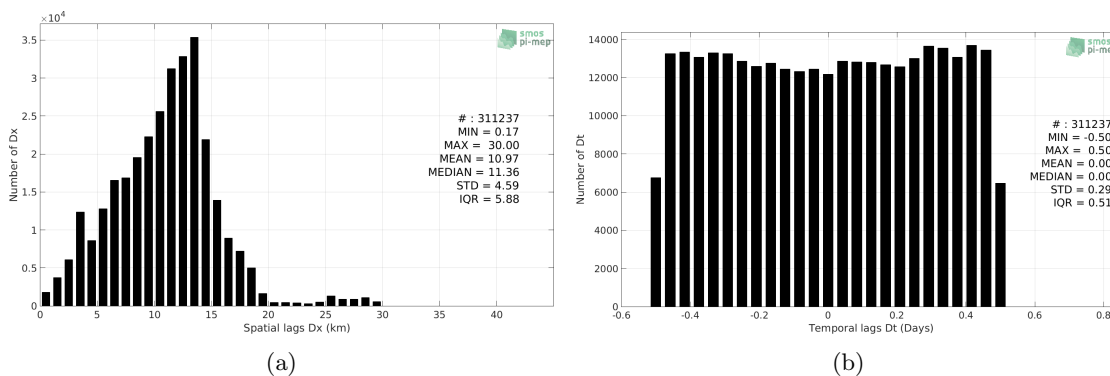 ×10⁴
smos
pi-mep
3.5
3
2.5
2
1.5
1
0.5
0
Number of Dx
# : 311237
MIN = 0.17
MAX = 30.00
MEAN = 10.97
MEDIAN = 11.36
STD = 4.59
IQR = 5.88
0 5 10 15 20 25 30 35 40
Spatial lags Dx (km)
(a)
smos
pi-me
14000
12000
10000
8000
6000
4000
2000
0
Number of Dt
# : 311237
MIN = -0.50
MAX = 0.50
MEAN = 0.00
MEDIAN = 0.00
STD = 0.29
IQR = 0.51
-0.6 -0.4 -0.2 0 0.2 0.4 0.6 0.8
Temporal lags Dt (Days)
(b)